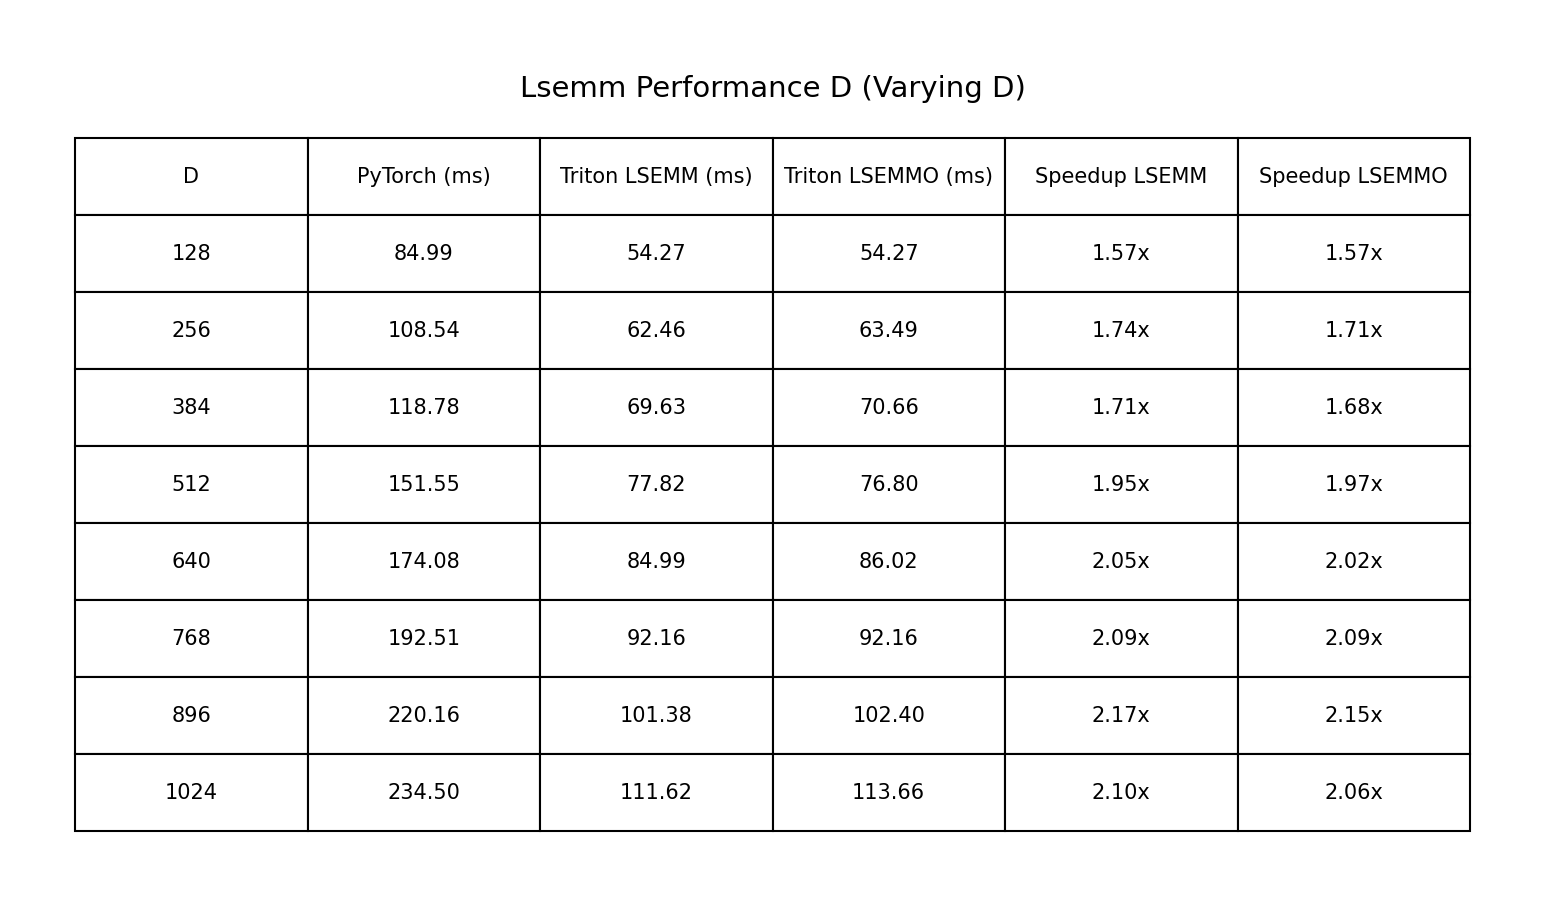 Lsemm Performance D (Varying D)
D PyTorch (ms) Triton LSEMM (ms) Triton LSEMMO (ms) Speedup LSEMM Speedup LSEMMO
128 84.99 54.27 54.27 1.57x 1.57x
256 108.54 62.46 63.49 1.74x 1.71x
384 118.78 69.63 70.66 1.71x 1.68x
512 151.55 77.82 76.80 1.95x 1.97x
640 174.08 84.99 86.02 2.05x 2.02x
768 192.51 92.16 92.16 2.09x 2.09x
896 220.16 101.38 102.40 2.17x 2.15x
1024 234.50 111.62 113.66 2.10x 2.06x